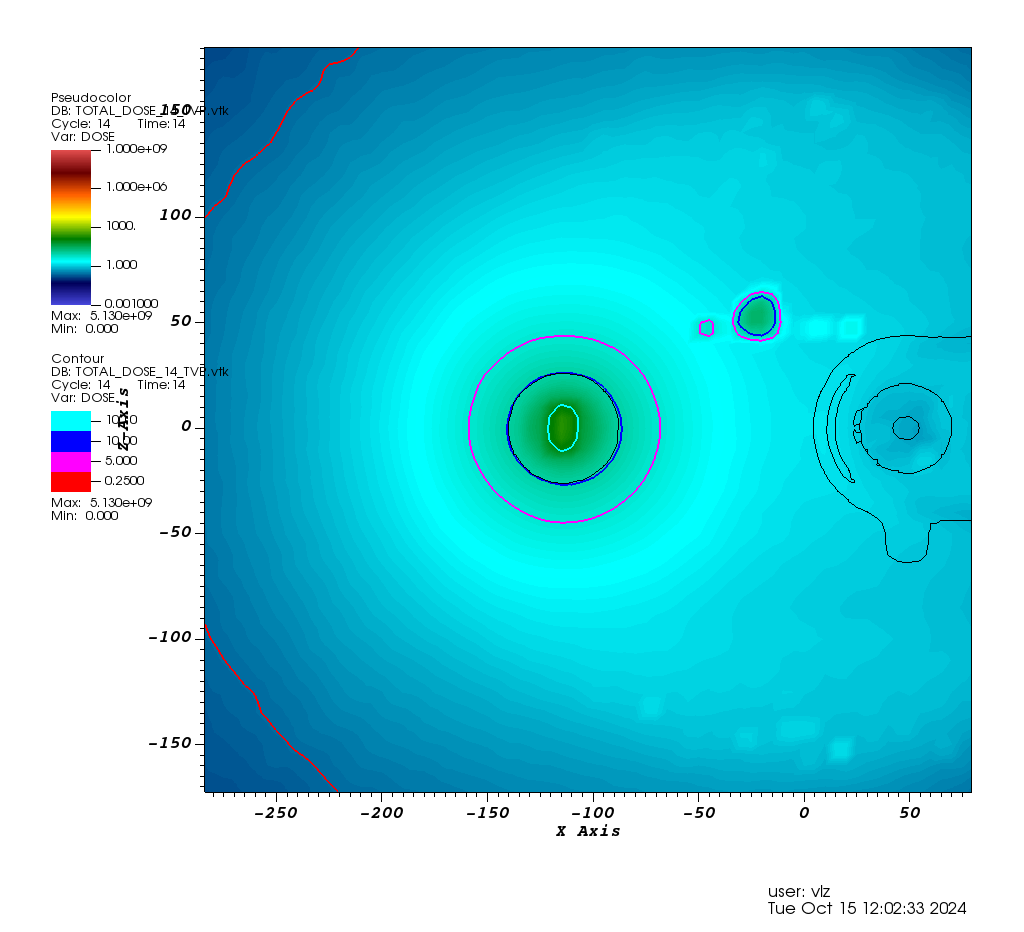 Pseudocolor
DB: TOTAL_DOSE_14_TVP.vtk
Cycle: 14 Time:14
Var: DOSE
1.000e+09
1.000e+06
1000.
1.000
0.001000
Max: 5.130e+09
Min: 0.000
Contour
DB: TOTAL_DOSE_14_TVP.vtk
Cycle: 14 Time:14
Var: DOSE
10.00
5.000
0.2500
Max: 5.130e+09
Min: 0.000
150
100
50
0
-50
-100
-150
Z-Axis
-250 -200 -150 -100 -50 0 50
X Axis
user: vlz
Tue Oct 15 12:02:33 2024